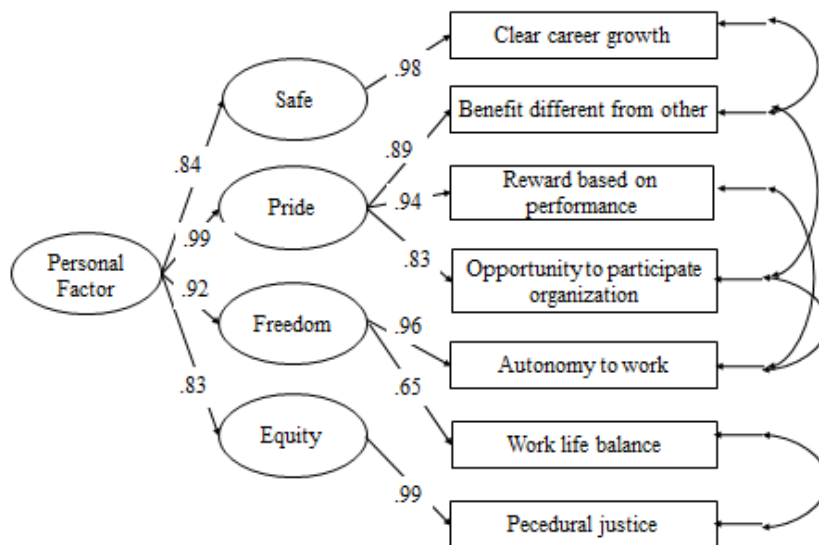 Clear career growth
.98
Safe
Benefit different from other
.84
.89
Reward based on
performance
Pride
.94
.99
.83
Personal
Factor
Opportunity to participate
organization
.92
Freedom
.96
Autonomy to work
.83
.65
Equity
Work life balance
.99
Pecedural justice